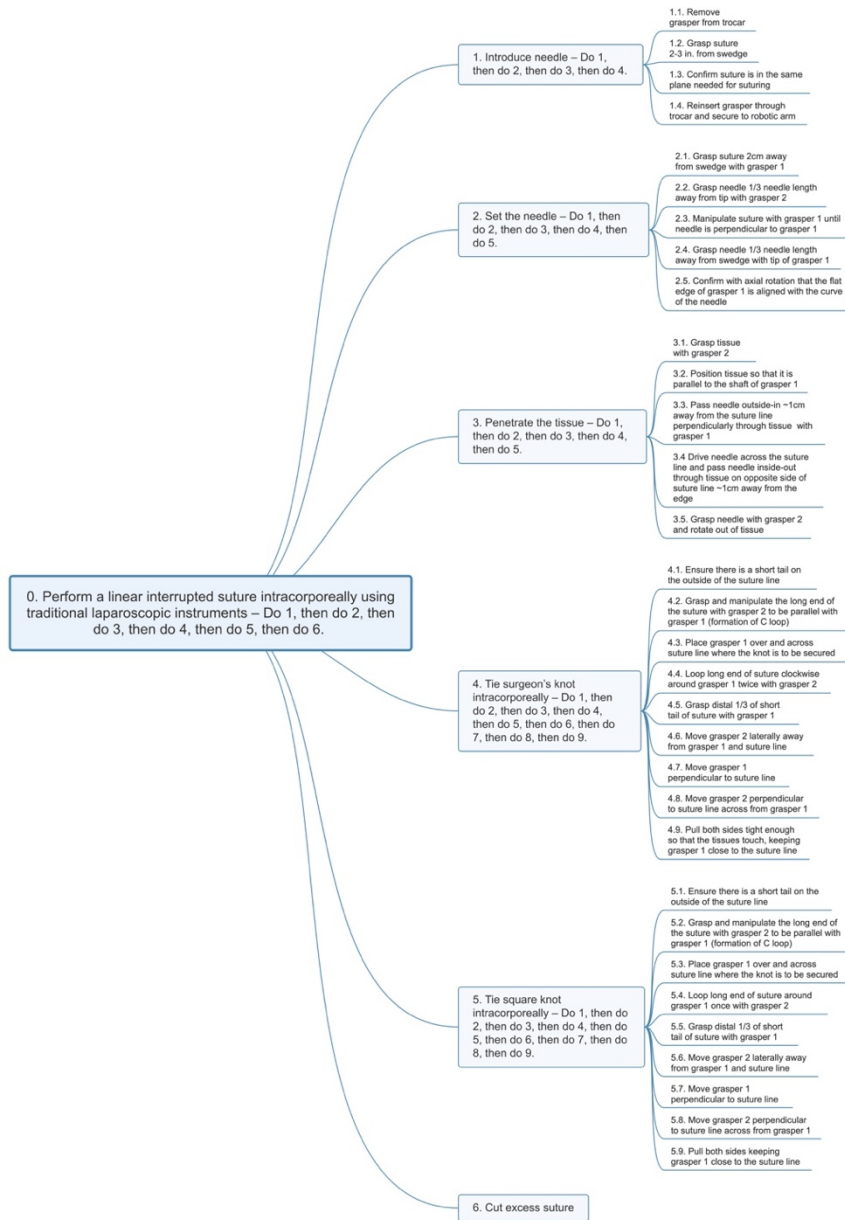 0. Perform a linear interrupted suture intracorporeally using
traditional laparoscopic instruments – Do 1, then do 2, then
do 3, then do 4, then do 5, then do 6.
1. Introduce needle – Do 1,
then do 2, then do 3, then do 4.
1.1. Remove
grasper from trocar
1.2. Grasp suture
2-3 in. from swedge
1.3. Confirm suture is in the same
plane needed for suturing
1.4. Reinsert grasper through
trocar and secure to robotic arm
2. Set the needle – Do 1, then
do 2, then do 3, then do 4, then
do 5.
2.1. Grasp suture 2cm away
from swedge with grasper 1
2.2. Grasp needle 1/3 needle length
away from tip with grasper 2
2.3. Manipulate suture with grasper 1 until
needle is perpendicular to grasper 1
2.4. Grasp needle 1/3 needle length
away from swedge with tip of grasper 1
2.5. Confirm with axial rotation that the flat
edge of grasper 1 is aligned with the curve
of the needle
3. Penetrate the tissue – Do 1,
then do 2, then do 3, then do 4,
then do 5.
3.1. Grasp tissue
with grasper 2
3.2. Position tissue so that it is
parallel to the shaft of grasper 1
3.3. Pass needle outside-in ~1cm
away from the suture line
perpendicularly through tissue with
grasper 1
3.4 Drive needle across the suture
line and pass needle inside-out
through tissue on opposite side of
suture line ~1cm away from the
edge
3.5. Grasp needle with grasper 2
and rotate out of tissue
4. Tie surgeon's knot
intracorporeally – Do 1, then
do 2, then do 3, then do 4,
then do 5, then do 6, then do
7, then do 8, then do 9.
4.1. Ensure there is a short tail on
the outside of the suture line
4.2. Grasp and manipulate the long end of
the suture with grasper 2 to be parallel with
grasper 1 (formation of C loop)
4.3. Place grasper 1 over and across
suture line where the knot is to be secured
4.4. Loop long end of suture clockwise
around grasper 1 twice with grasper 2
4.5. Grasp distal 1/3 of short
tail of suture with grasper 1
4.6. Move grasper 2 laterally away
from grasper 1 and suture line
4.7. Move grasper 1
perpendicular to suture line
4.8. Move grasper 2 perpendicular
to suture line across from grasper 1
4.9. Pull both sides tight enough
so that the tissues touch, keeping
grasper 1 close to the suture line
5. Tie square knot
intracorporeally – Do 1, then do
2, then do 3, then do 4, then do
5, then do 6, then do 7, then do
8, then do 9.
5.1. Ensure there is a short tail on the
outside of the suture line
5.2. Grasp and manipulate the long end of
the suture with grasper 2 to be parallel with
grasper 1 (formation of C loop)
5.3. Place grasper 1 over and across
suture line where the knot is to be secured
5.4. Loop long end of suture around
grasper 1 once with grasper 2
5.5. Grasp distal 1/3 of short
tail of suture with grasper 1
5.6. Move grasper 2 laterally away
from grasper 1 and suture line
5.7. Move grasper 1
perpendicular to suture line
5.8. Move grasper 2 perpendicular
to suture line across from grasper 1
5.9. Pull both sides keeping
grasper 1 close to the suture line
6. Cut excess suture